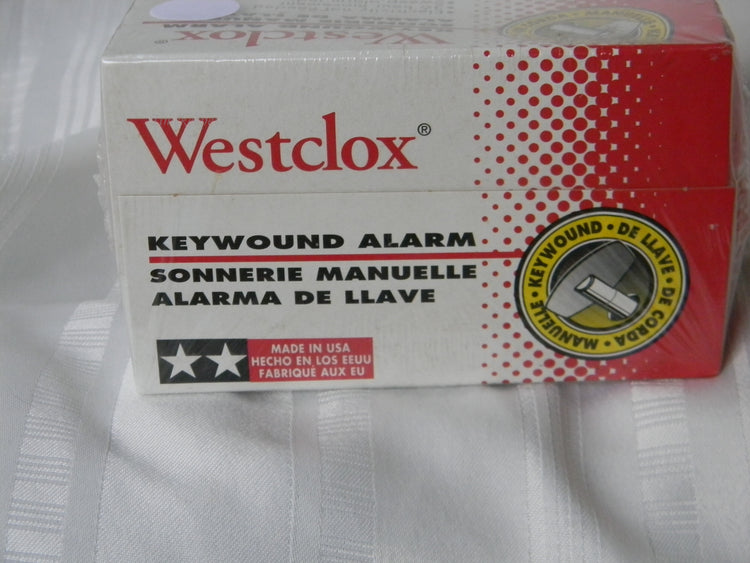 Westclox®
KEYWOUND ALARM
SONNERIE MANUELLE
ALARMA DE LLAVE
KEYWOUND • DE LLAVE • DE CORDA • MANUELLE •
MADE IN USA
HECHO EN LOS EEUU
FABRIQUÉ AUX EU